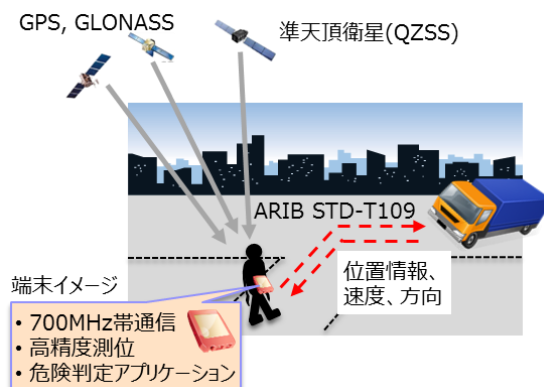 GPS, GLONASS
準天頂衛星(QZSS)
ARIB STD-T109
位置情報、
速度、方向
端末イメージ
・700MHz帯通信
・高精度測位
・危険判定アプリケーション